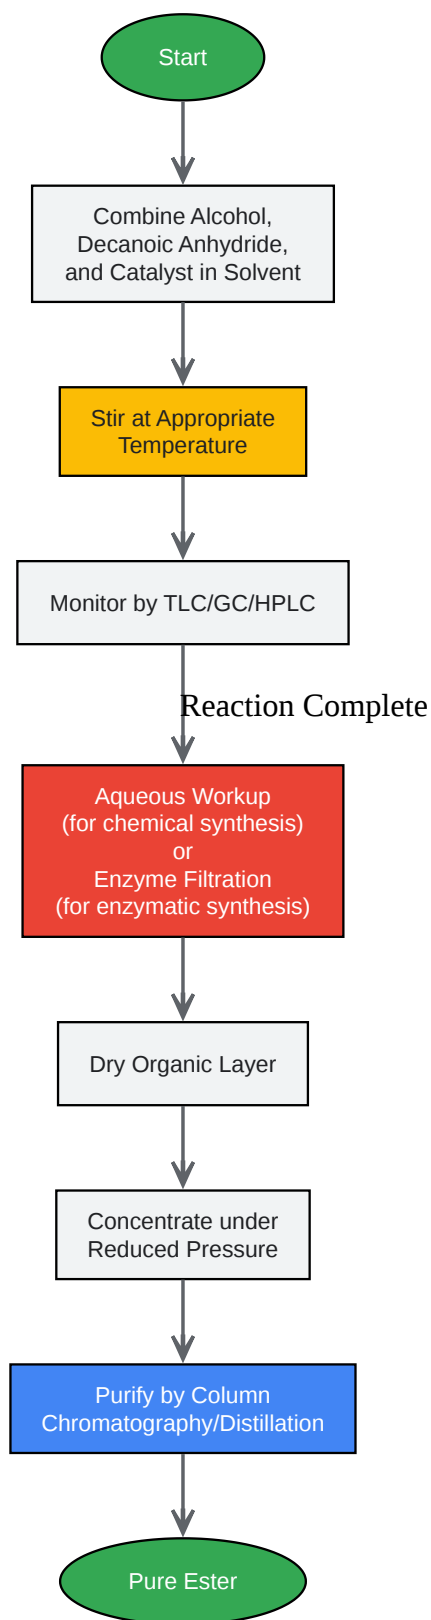 Start
Combine Alcohol,
Decanoic Anhydride,
and Catalyst in Solvent
Stir at Appropriate
Temperature
Monitor by TLC/GC/HPLC
Reaction Complete
Aqueous Workup
(for chemical synthesis)
or
Enzyme Filtration
(for enzymatic synthesis)
Dry Organic Layer
Concentrate under
Reduced Pressure
Purify by Column
Chromatography/Distillation
Pure Ester